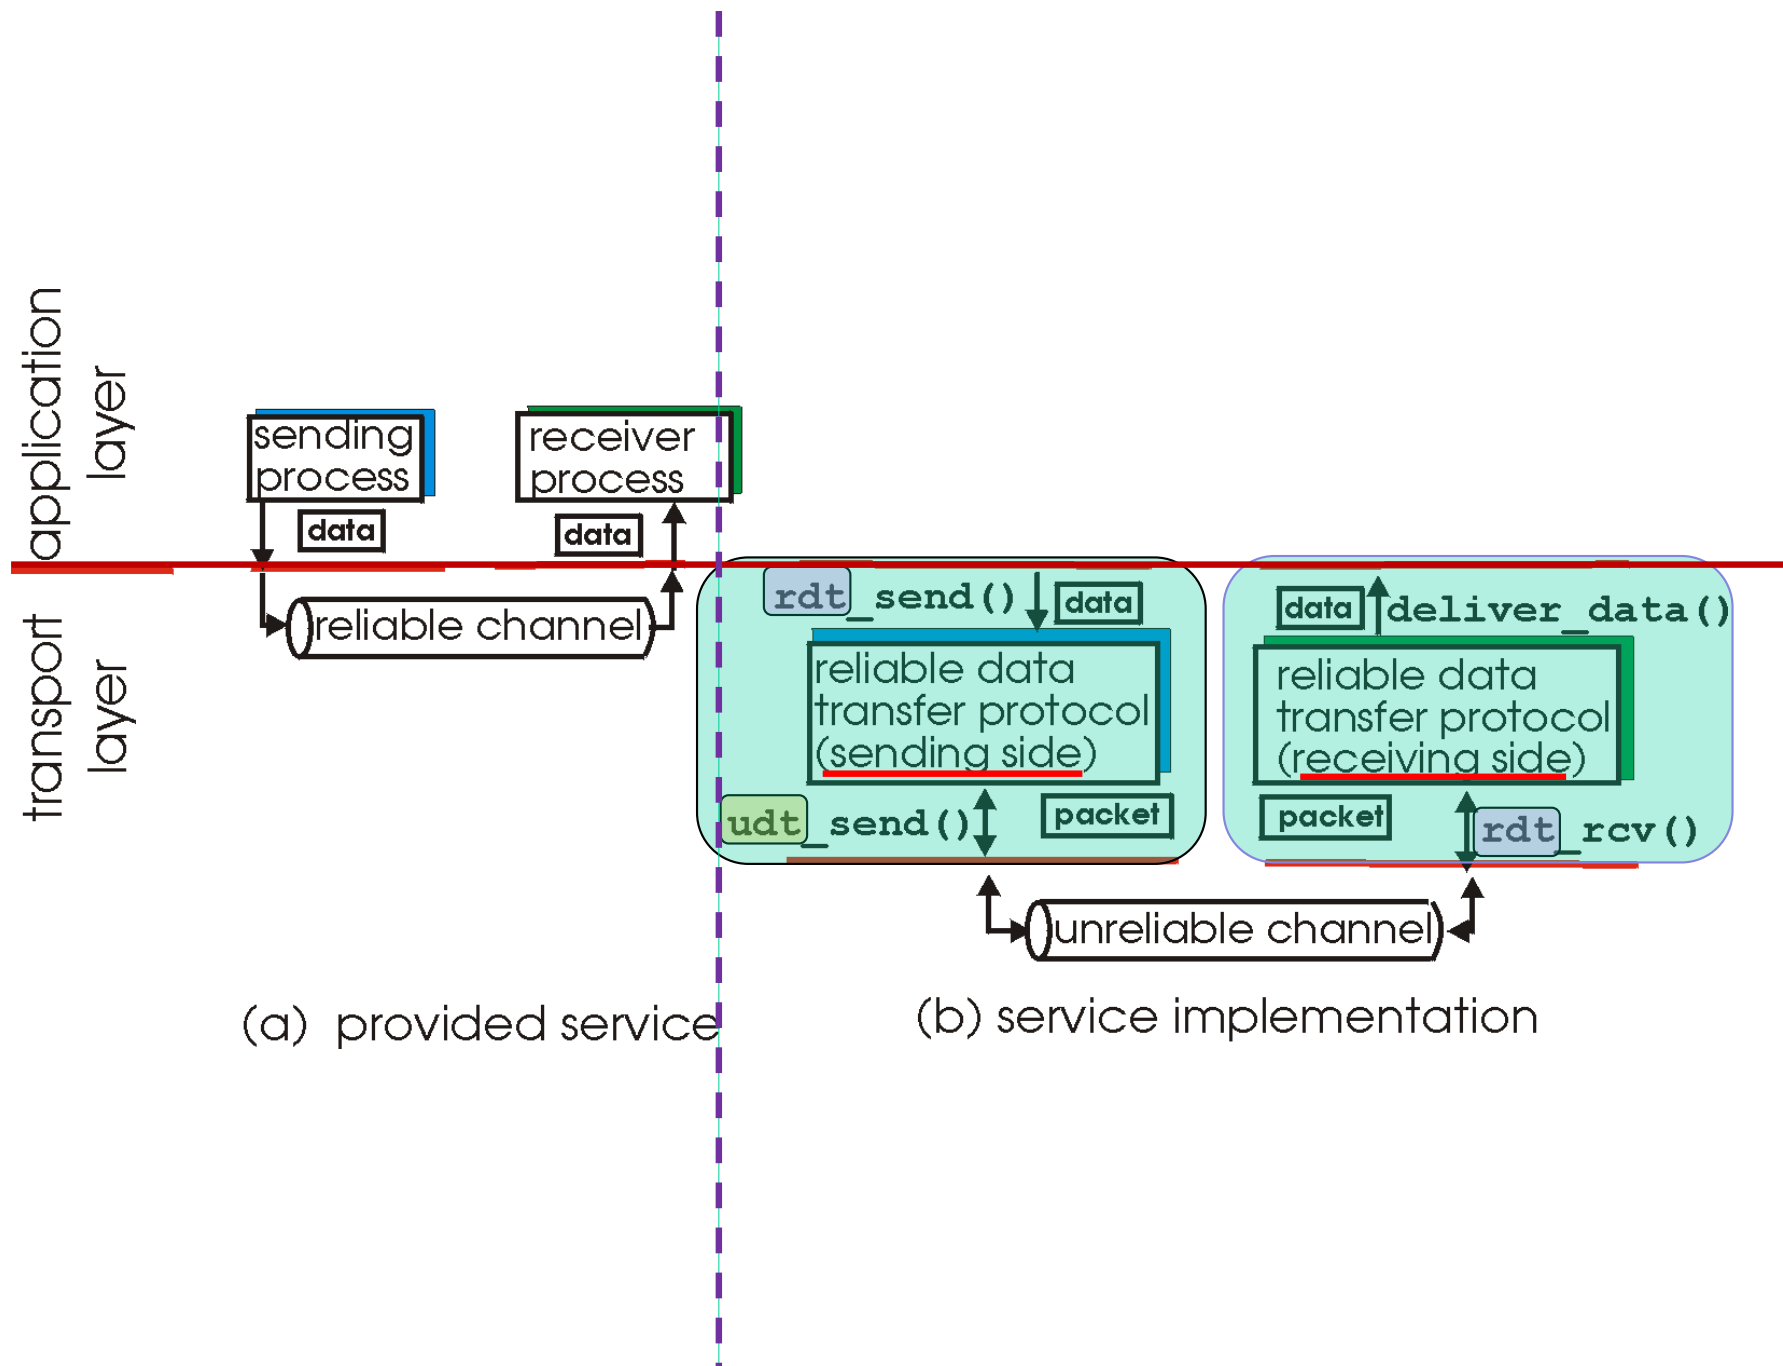 application
layer
transport
layer
sending
process
data
receiver
process
data
reliable channel
(a) provided service
rdt_send()
data
reliable data
transfer protocol
(sending side)
udt_send()
packet
data
deliver_data()
reliable data
transfer protocol
(receiving side)
packet
rdt_rcv()
unreliable channel
(b) service implementation